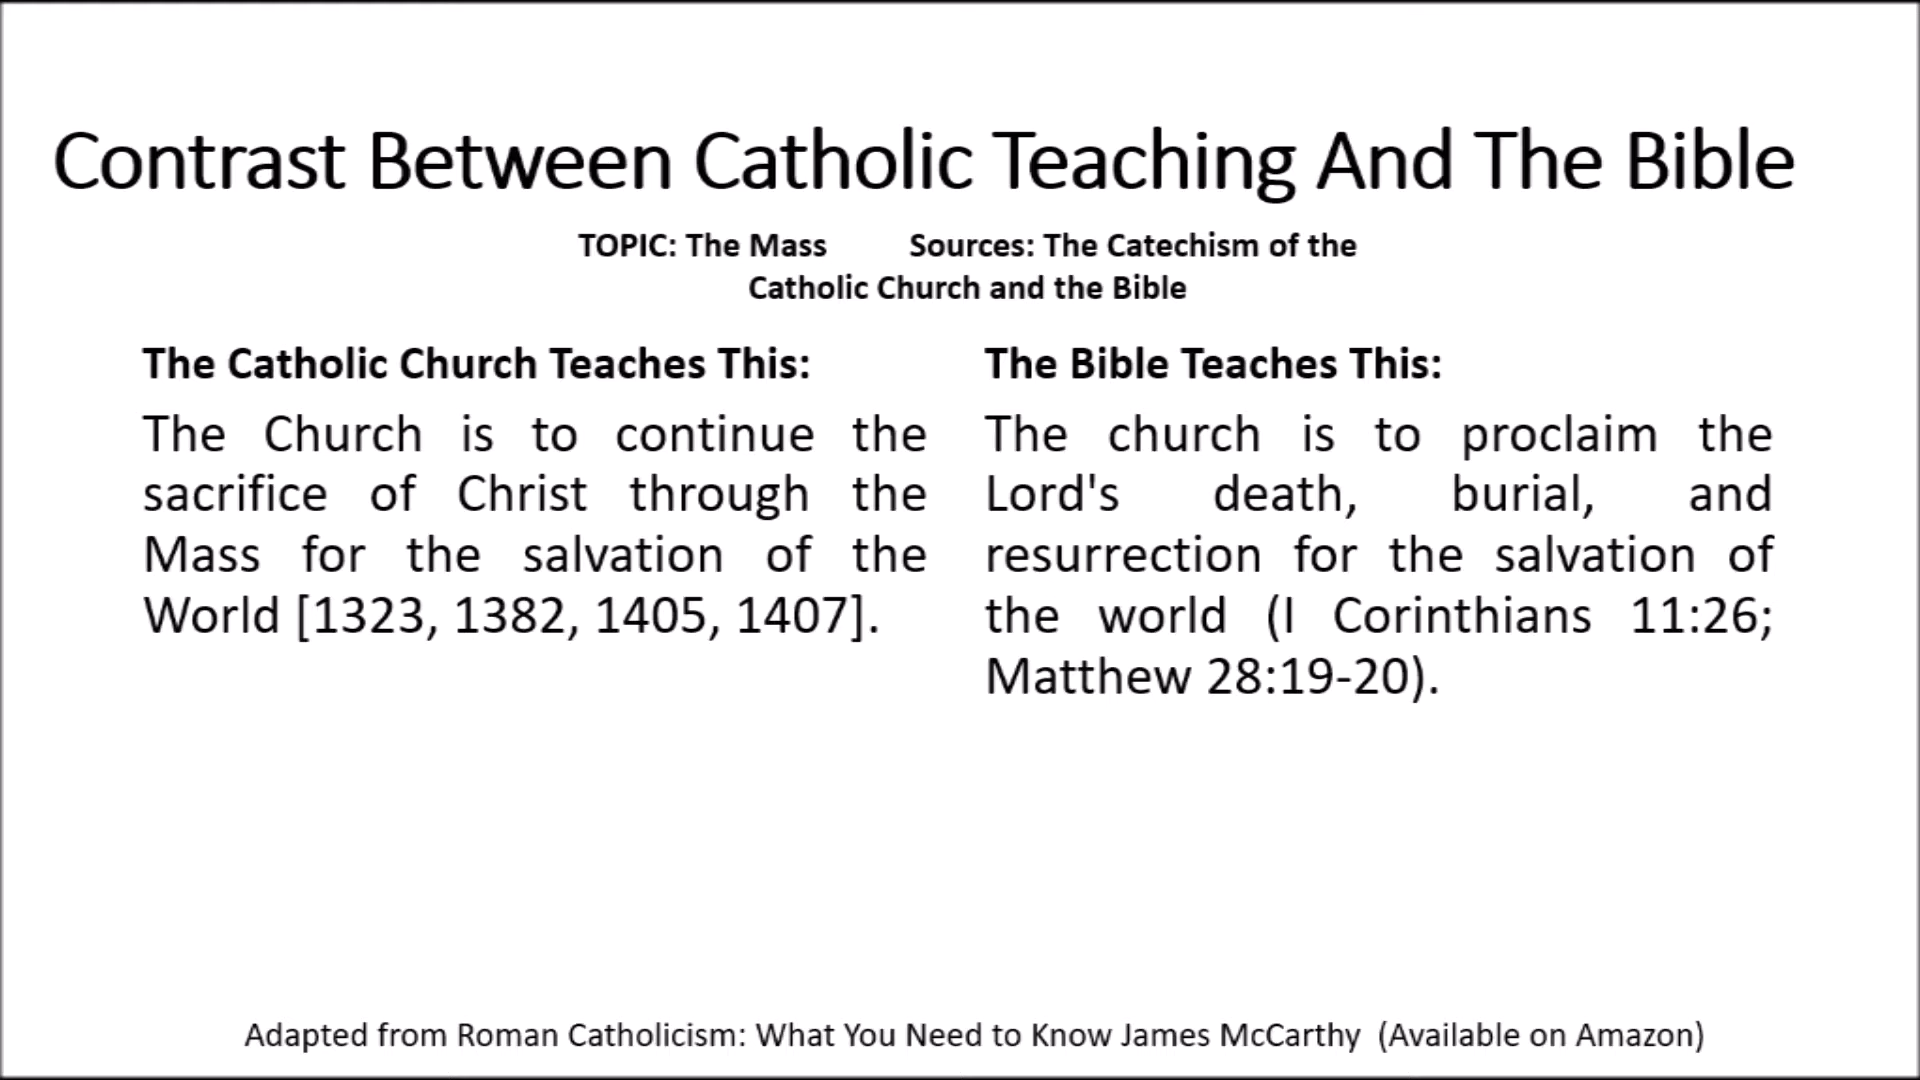 Contrast Between Catholic Teaching And The Bible
TOPIC: The Mass Sources: The Catechism of the
Catholic Church and the Bible
The Catholic Church Teaches This:
The Church is to continue the
sacrifice of Christ through the
Mass for the salvation of the
World [1323, 1382, 1405, 1407].
The Bible Teaches This:
The church is to proclaim the
Lord's death, burial, and
resurrection for the salvation of
the world (I Corinthians 11:26;
Matthew 28:19-20).
Adapted from Roman Catholicism: What You Need to Know James McCarthy (Available on Amazon)